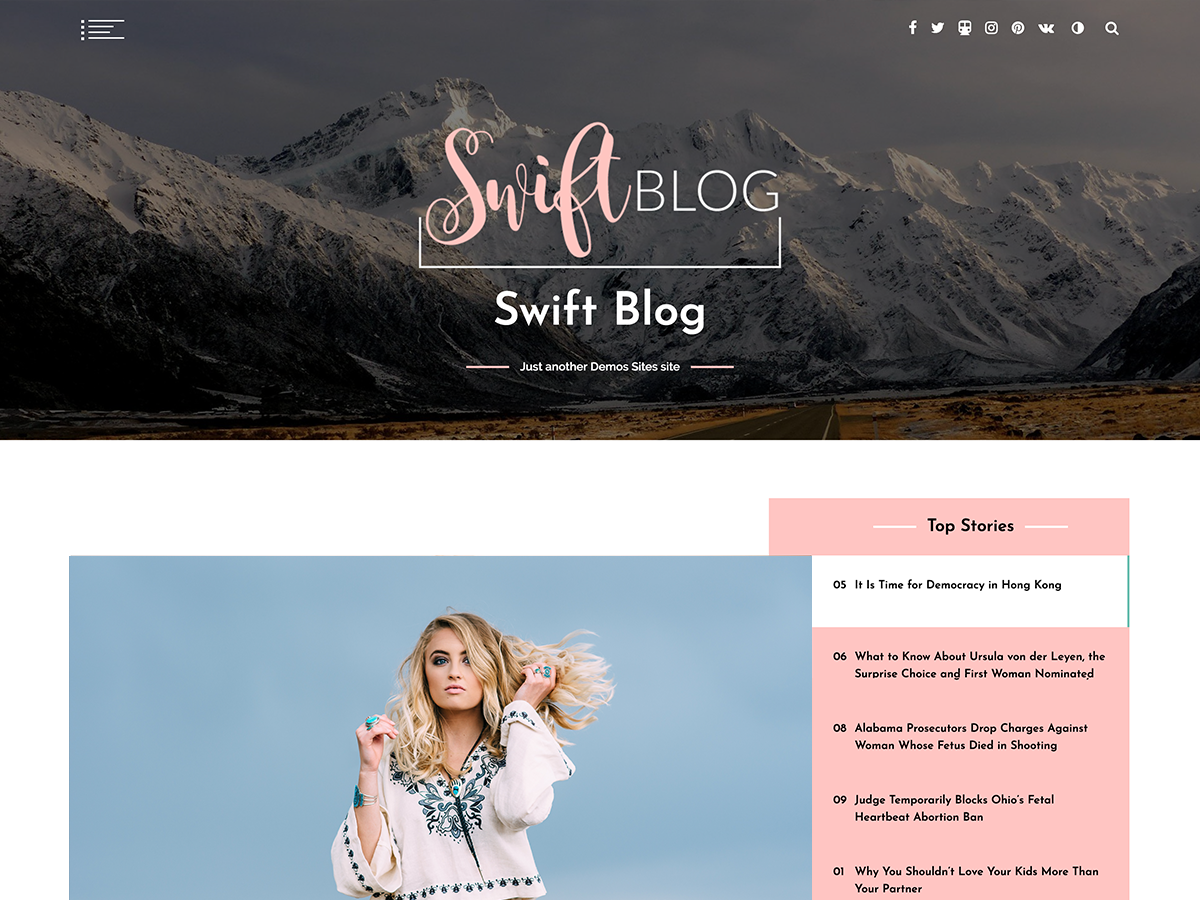 Swift BLOG
Swift Blog
Just another Demos Sites site
Top Stories
05 It Is Time for Democracy in Hong Kong
06 What to Know About Ursula von der Leyen, the
Surprise Choice and First Woman Nominated
08 Alabama Prosecutors Drop Charges Against
Woman Whose Fetus Died in Shooting
09 Judge Temporarily Blocks Ohio's Fetal
Heartbeat Abortion Ban
01 Why You Shouldn't Love Your Kids More Than
Your Partner